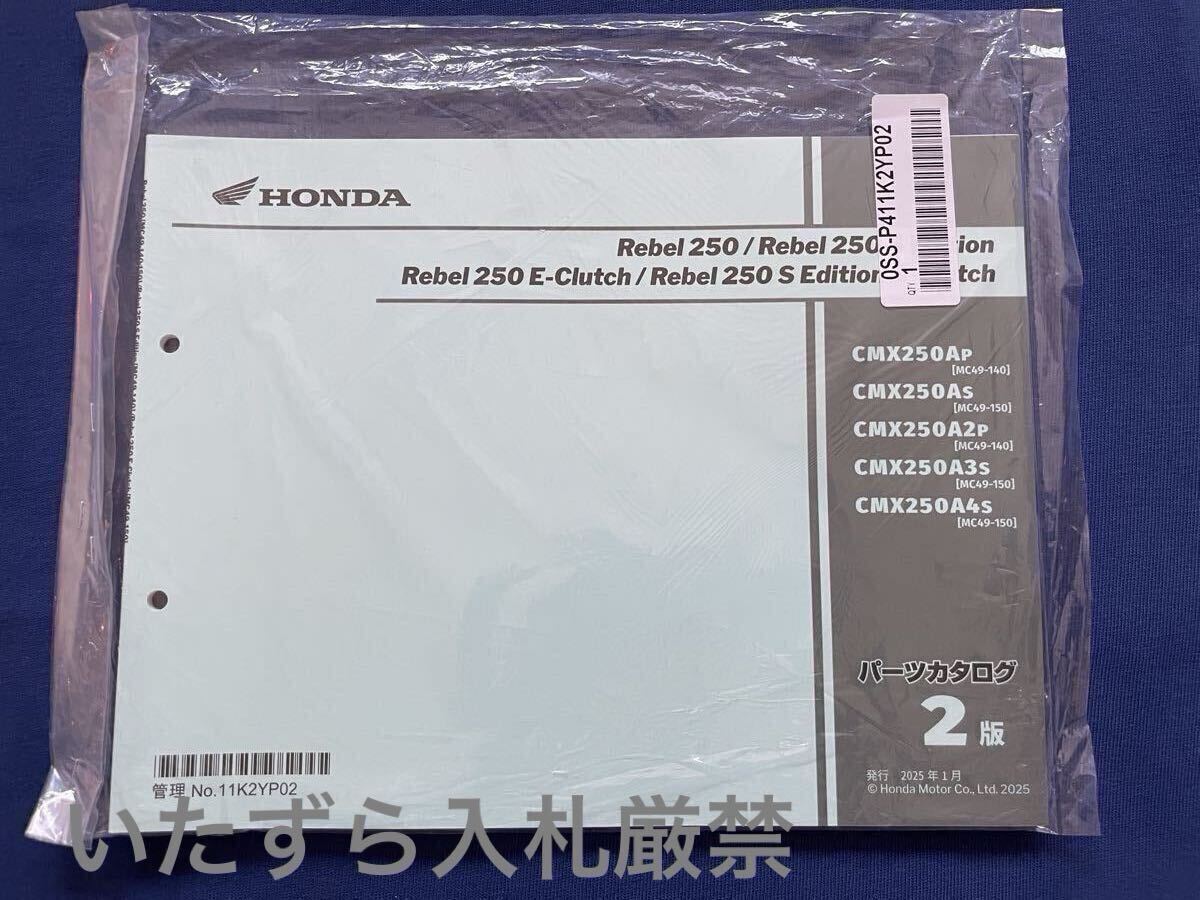 HONDA
Rebel 250 / Rebel 250
Rebel 250 E-Clutch / Rebel 250 S Edition
0SS-P411K2YP02
QTY 1
CMX250AP
[MC49-140]
CMX250AS
[MC49-150]
CMX250A2P
[MC49-140]
CMX250A3S
[MC49-150]
CMX250A4S
[MC49-150]
パーツカタログ
2版
発行 2025年1月
© Honda Motor Co., Ltd. 2025
管理 No.11K2YP02
いたずら入札厳禁